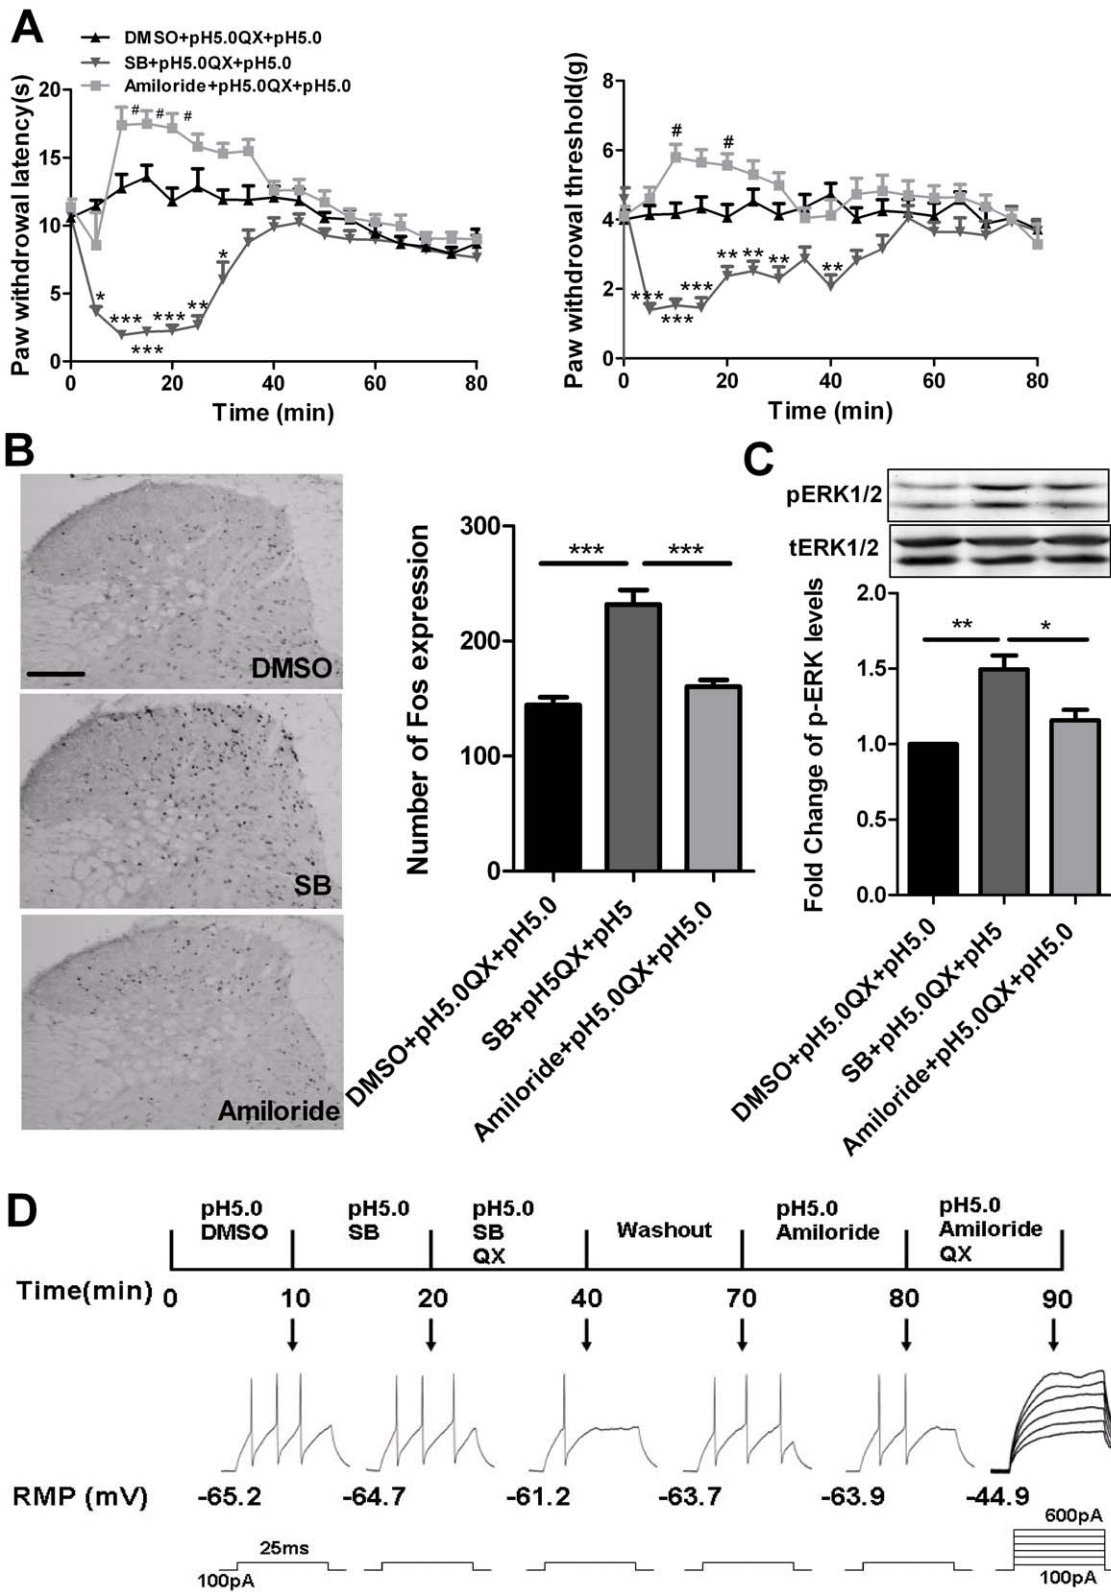 A
DMSO+pH5.0QX+pH5.0
SB+pH5.0QX+pH5.0
Amiloride+pH5.0QX+pH5.0
Paw withdrawal latency(s)
20
15
10
5
0
# # #
*
***
***
***
**
*
0 20 40 60 80
Time (min)
Paw withdrawal threshold(g)
8
6
4
2
0
# #
***
***
***
** ** **
**
0 20 40 60 80
Time (min)
B
DMSO
SB
Amiloride
Number of Fos expression
300
200
100
0
*** ***
DMSO+pH5.0QX+pH5.0
SB+pH5QX+pH5
Amiloride+pH5.0QX+pH5.0
C
pERK1/2
tERK1/2
Fold Change of p-ERK levels
2.0
1.5
1.0
0.5
0.0
** *
DMSO+pH5.0QX+pH5.0
SB+pH5.0QX+pH5
Amiloride+pH5.0QX+pH5.0
D
pH5.0
DMSO
pH5.0
SB
pH5.0
SB
QX
Washout
pH5.0
Amiloride
pH5.0
Amiloride
QX
Time(min) 0 10 20 40 70 80 90
RMP (mV) -65.2 -64.7 -61.2 -63.7 -63.9 -44.9
25ms
100pA
600pA
100pA